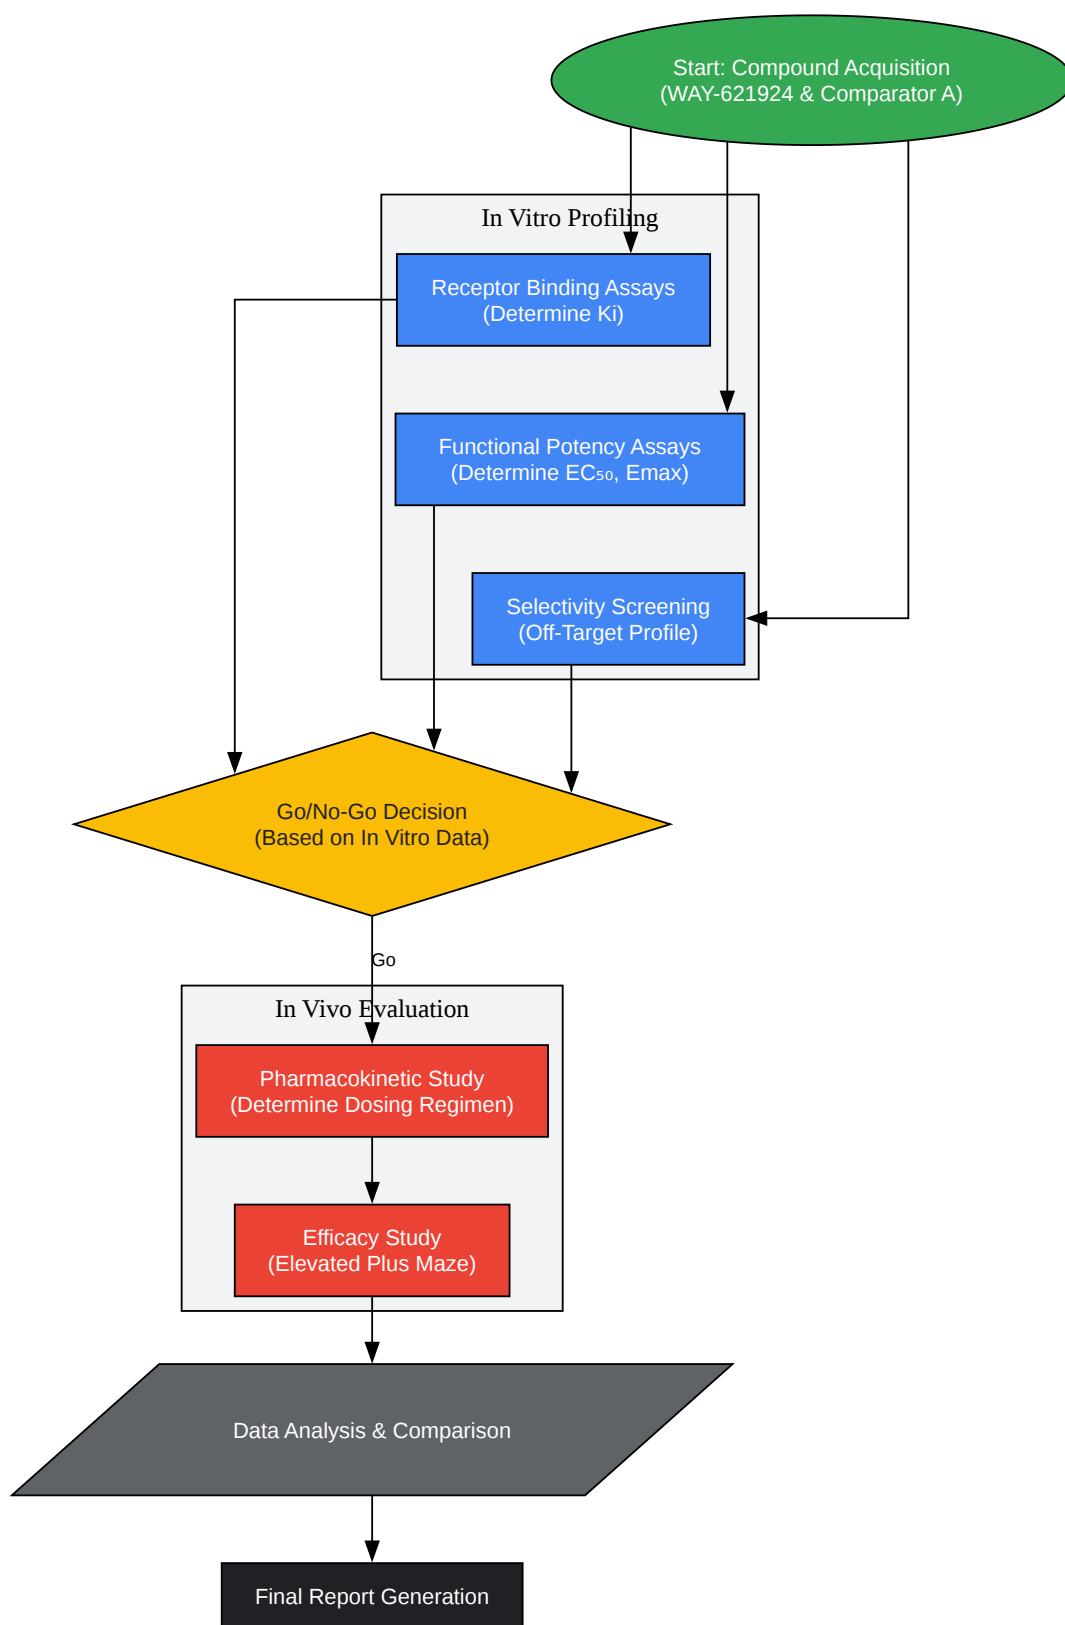 Start: Compound Acquisition
(WAY-621924 & Comparator A)
In Vitro Profiling
Receptor Binding Assays
(Determine Ki)
Functional Potency Assays
(Determine EC₅₀, Emax)
Selectivity Screening
(Off-Target Profile)
Go/No-Go Decision
(Based on In Vitro Data)
Go
In Vivo Evaluation
Pharmacokinetic Study
(Determine Dosing Regimen)
Efficacy Study
(Elevated Plus Maze)
Data Analysis & Comparison
Final Report Generation